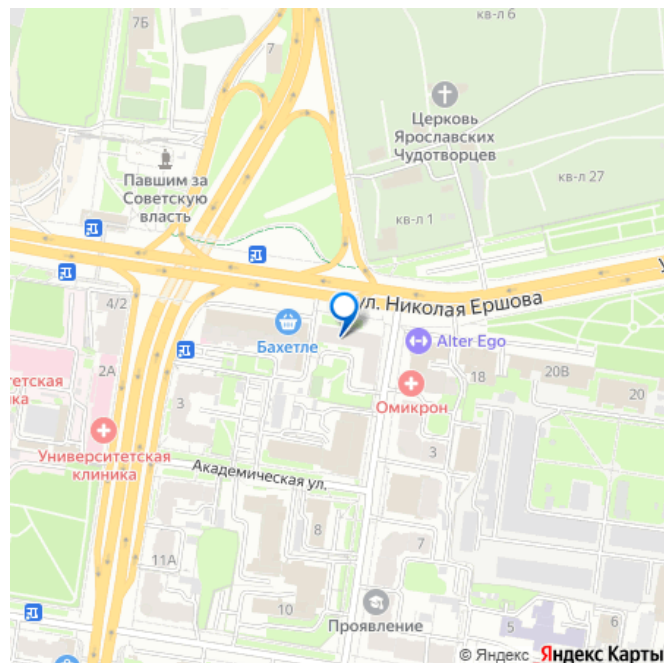 кв-л 6
7Б
7
Церковь
Ярославских
Чудотворцев
Павшим за
Советскую
власть
кв-л 27
кв-л 1
ул. Николая Ершова
4/2
Бахетле
Alter Ego
2А
18
20В
20
тетская
ка
Омикрон
3
Университетская
клиника
3
Академическая ул.
8
7
11А
10
Проявление
5
6
© Яндекс Яндекс Карты